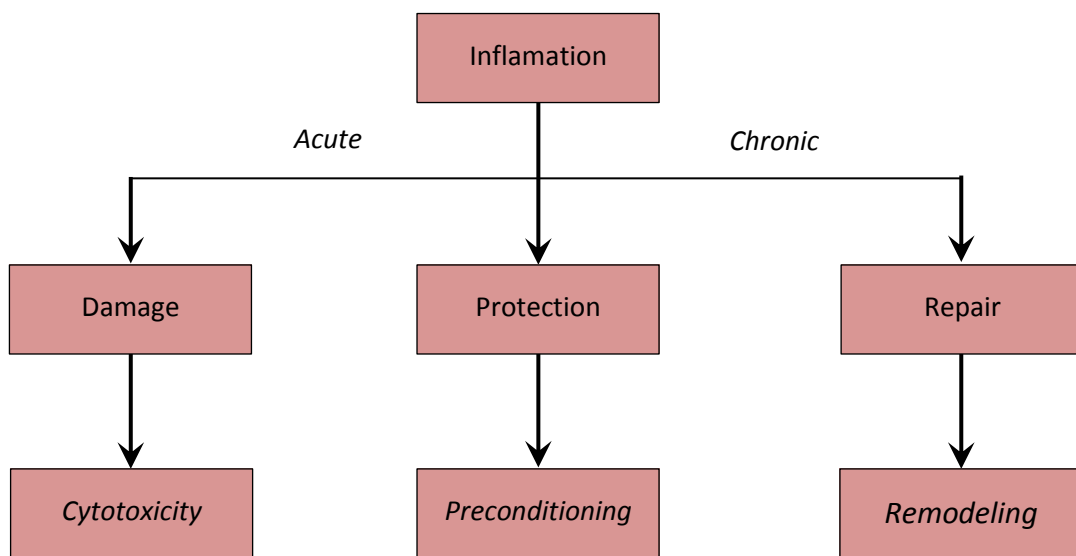 Inflamation
Acute
Chronic
Damage
Protection
Repair
Cytotoxicity
Preconditioning
Remodeling